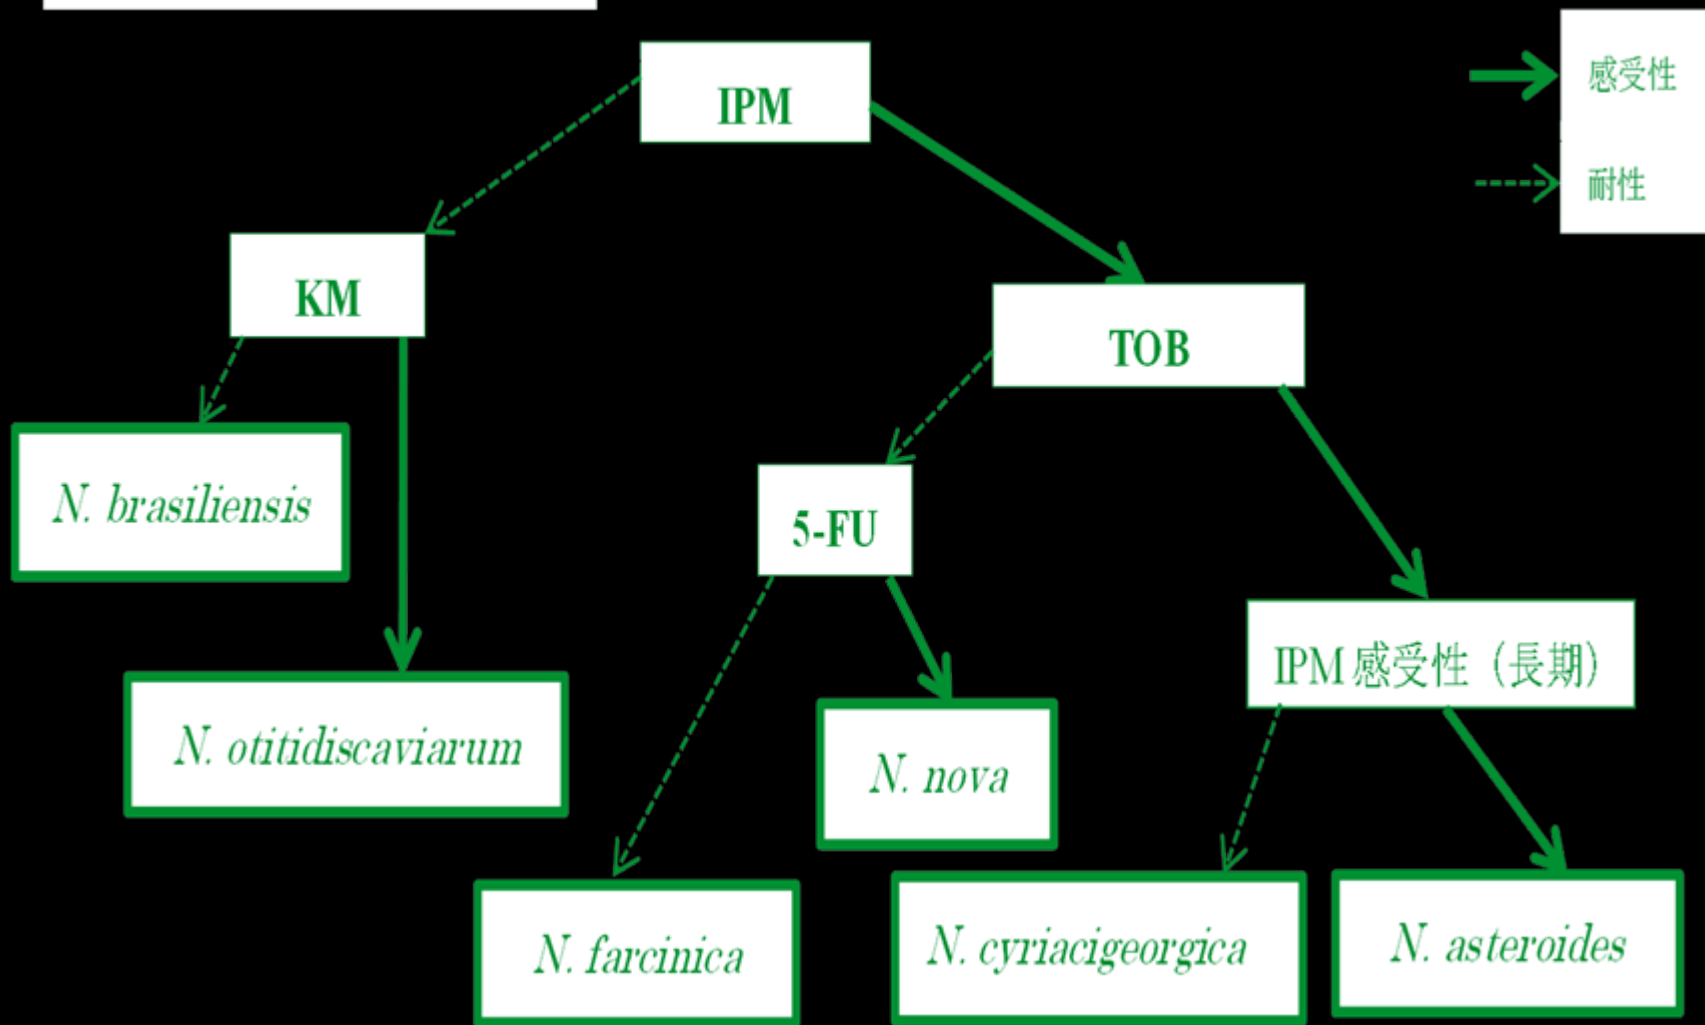 IPM
感受性
耐性
KM
TOB
N. brasiliensis
5-FU
IPM 感受性（長期）
N. otitidiscaviarum
N. nova
N. farcinica
N. cyriacigeorgica
N. asteroides